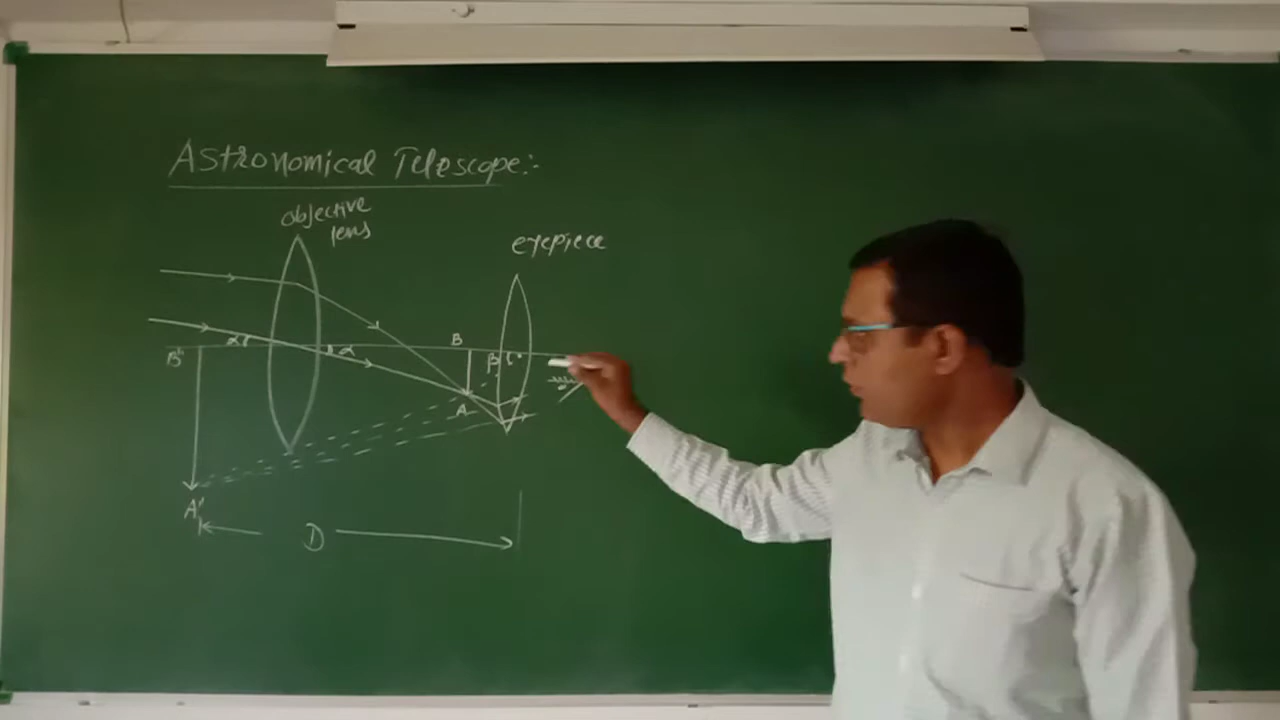 Astronomical Telescope:-
objective
lens
eyepiece
B
α
α
B"
β
A
A"
D